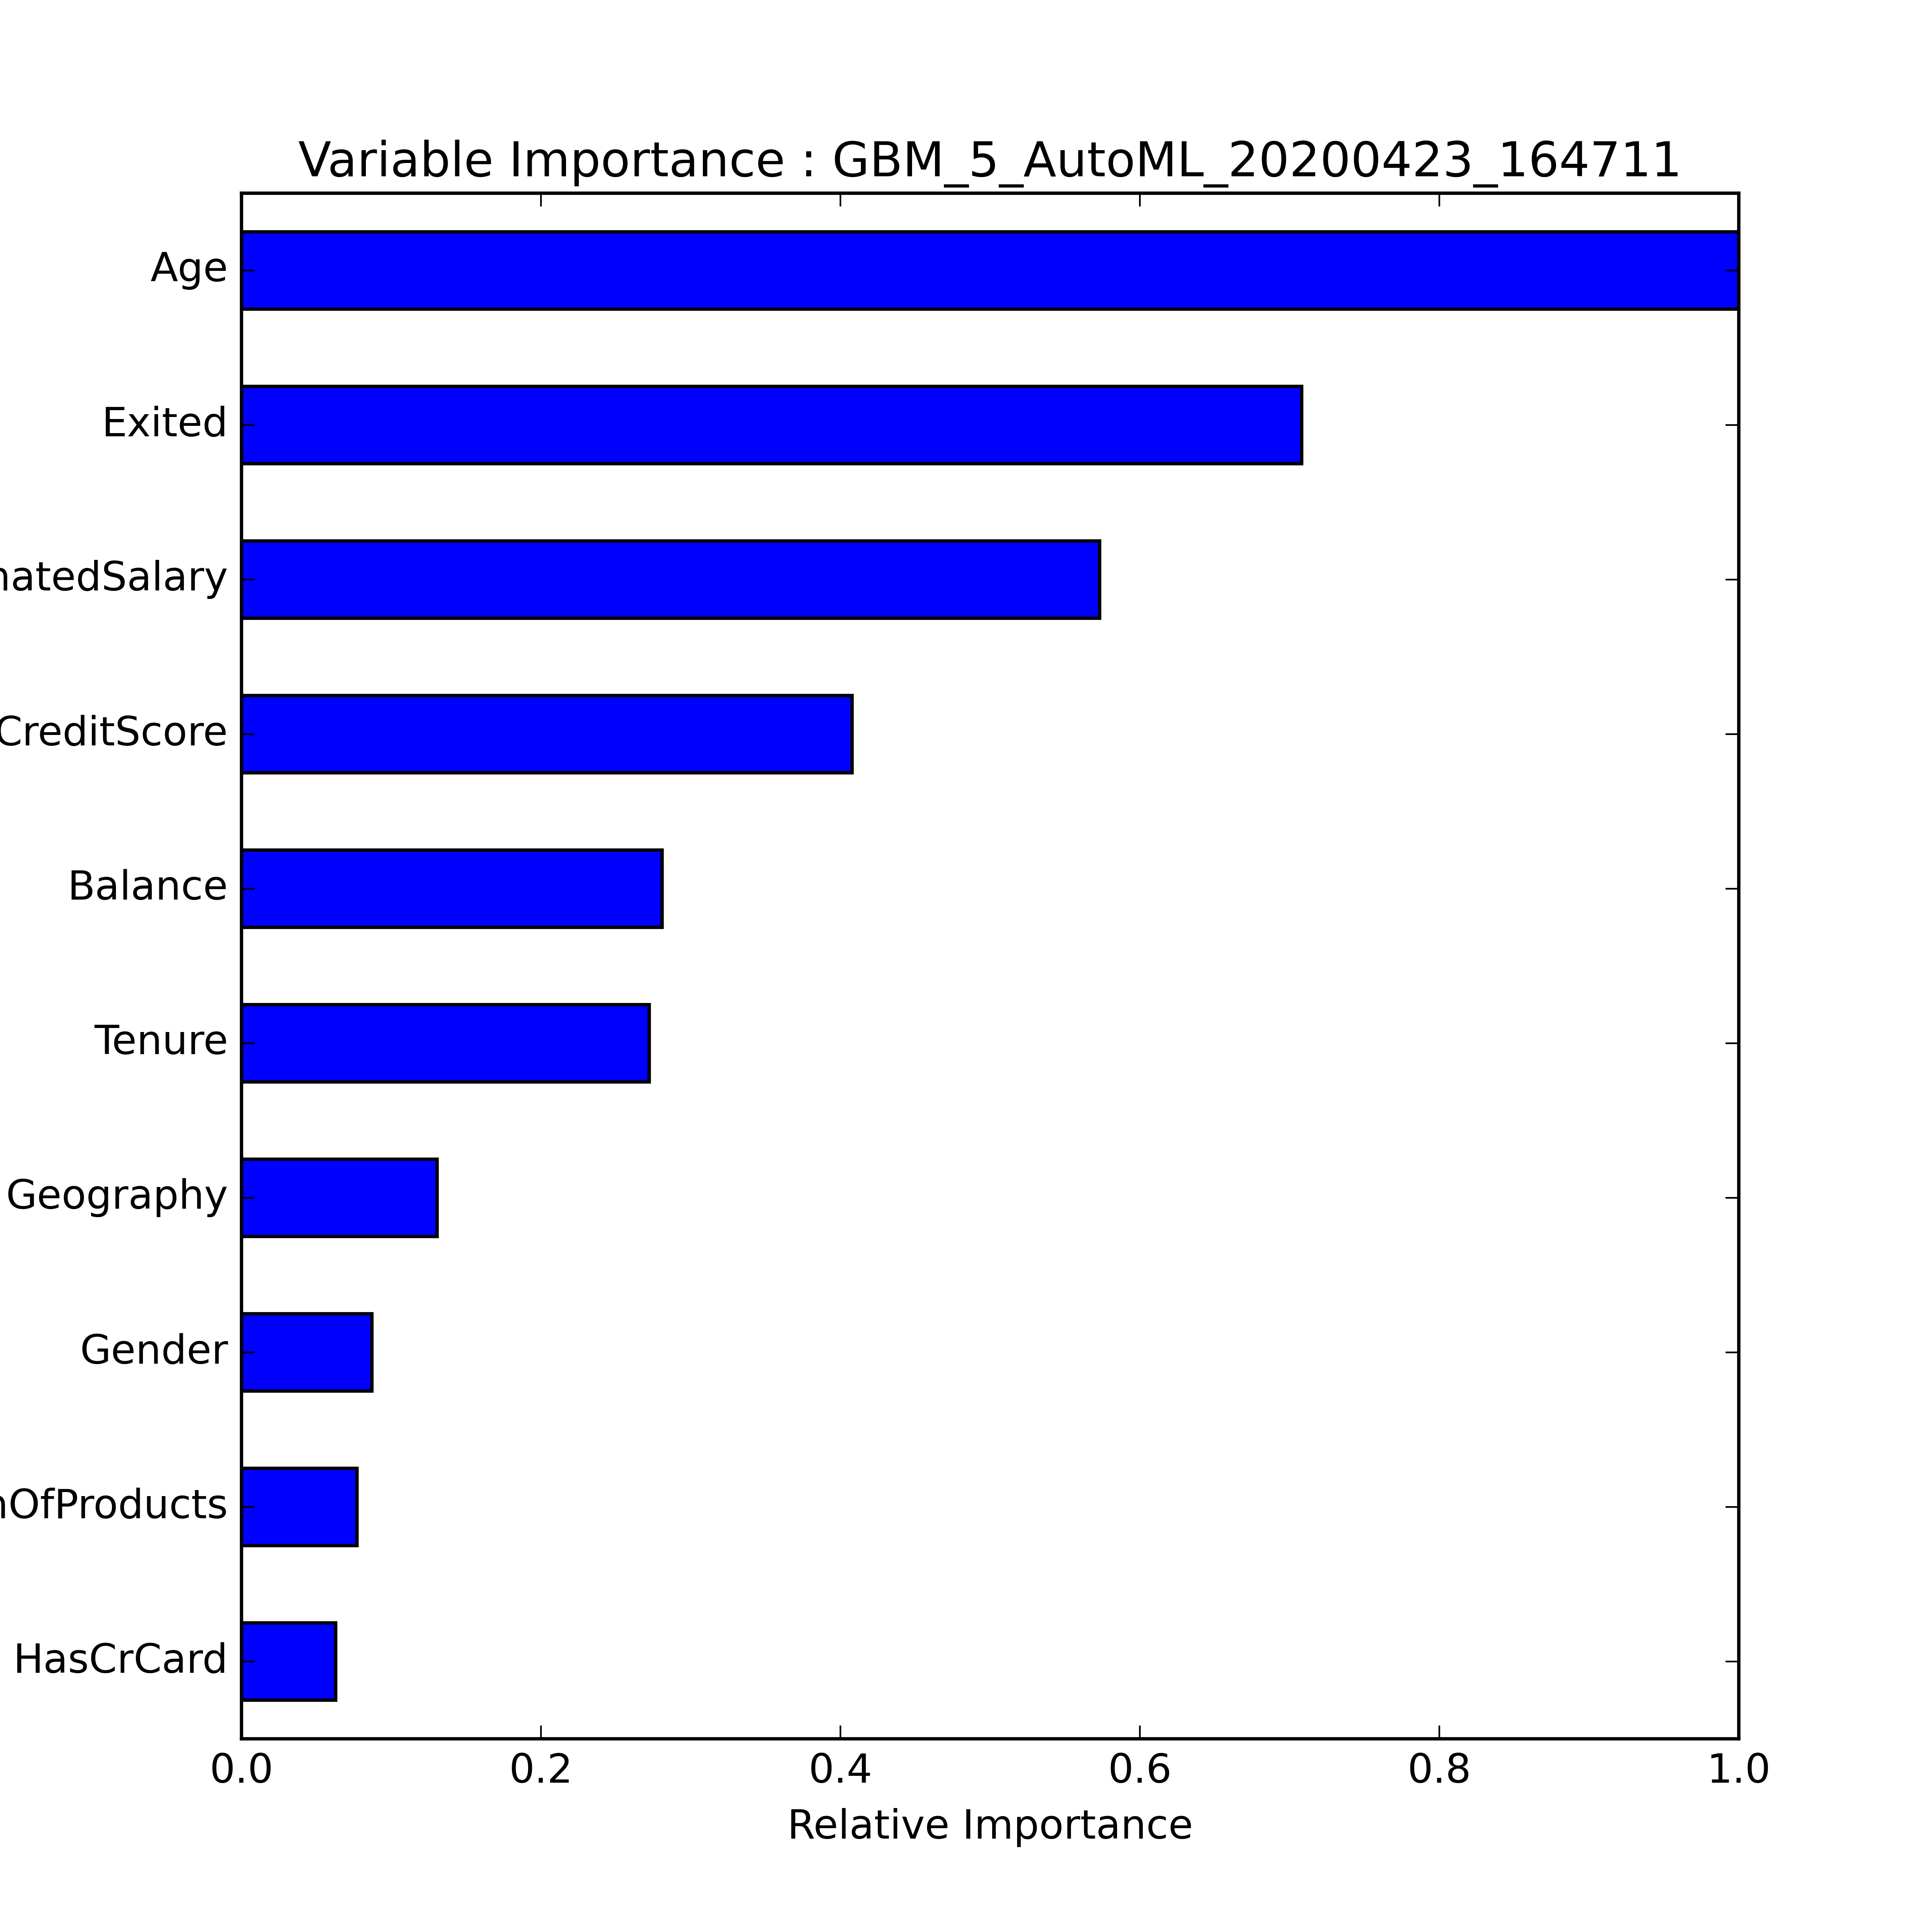 Variable Importance : GBM_5_AutoML_20200423_164711
Age
Exited
natedSalary
CreditScore
Balance
Tenure
Geography
Gender
nOfProducts
HasCrCard
0.0 0.2 0.4 0.6 0.8 1.0
Relative Importance